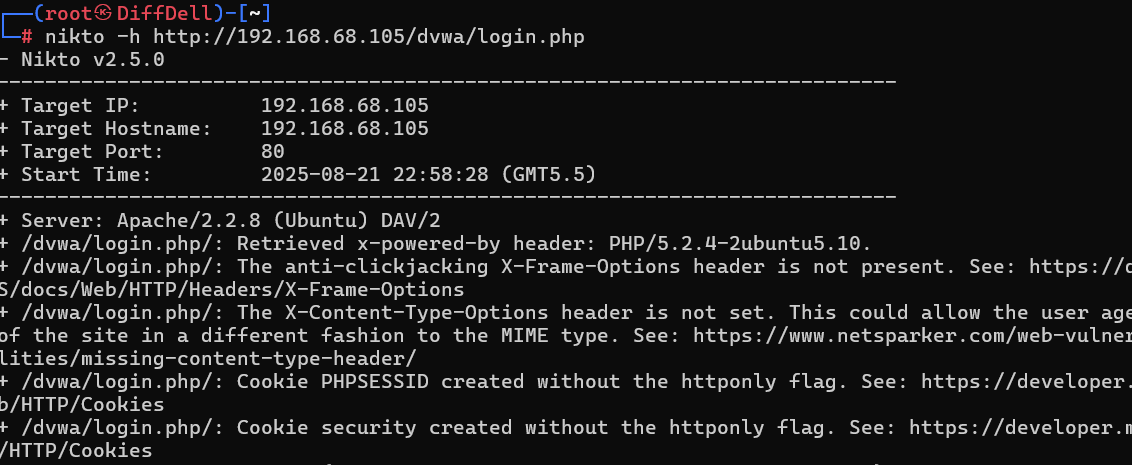 ┌──(root㉿DiffDell)-[~]
└─# nikto -h http://192.168.68.105/dvwa/login.php
- Nikto v2.5.0
---------------------------------------------------------------------------
+ Target IP:          192.168.68.105
+ Target Hostname:    192.168.68.105
+ Target Port:        80
+ Start Time:         2025-08-21 22:58:28 (GMT5.5)
---------------------------------------------------------------------------
+ Server: Apache/2.2.8 (Ubuntu) DAV/2
+ /dvwa/login.php/: Retrieved x-powered-by header: PHP/5.2.4-2ubuntu5.10.
+ /dvwa/login.php/: The anti-clickjacking X-Frame-Options header is not present. See: https://d
S/docs/Web/HTTP/Headers/X-Frame-Options
+ /dvwa/login.php/: The X-Content-Type-Options header is not set. This could allow the user age
of the site in a different fashion to the MIME type. See: https://www.netsparker.com/web-vulner
lities/missing-content-type-header/
+ /dvwa/login.php/: Cookie PHPSESSID created without the httponly flag. See: https://developer.
b/HTTP/Cookies
+ /dvwa/login.php/: Cookie security created without the httponly flag. See: https://developer.m
/HTTP/Cookies